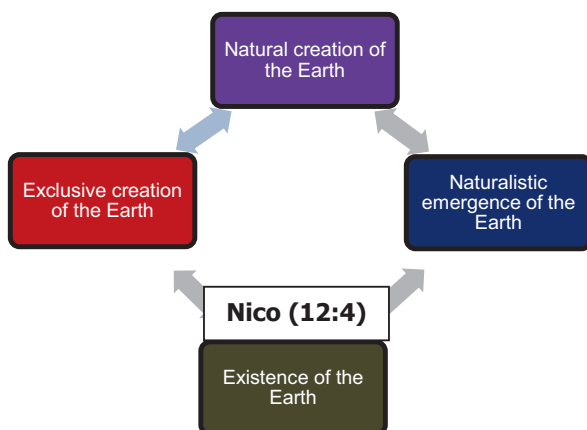 Natural creation of
the Earth
Exclusive creation
of the Earth
Naturalistic
emergence of the
Earth
Nico (12:4)
Existence of the
Earth